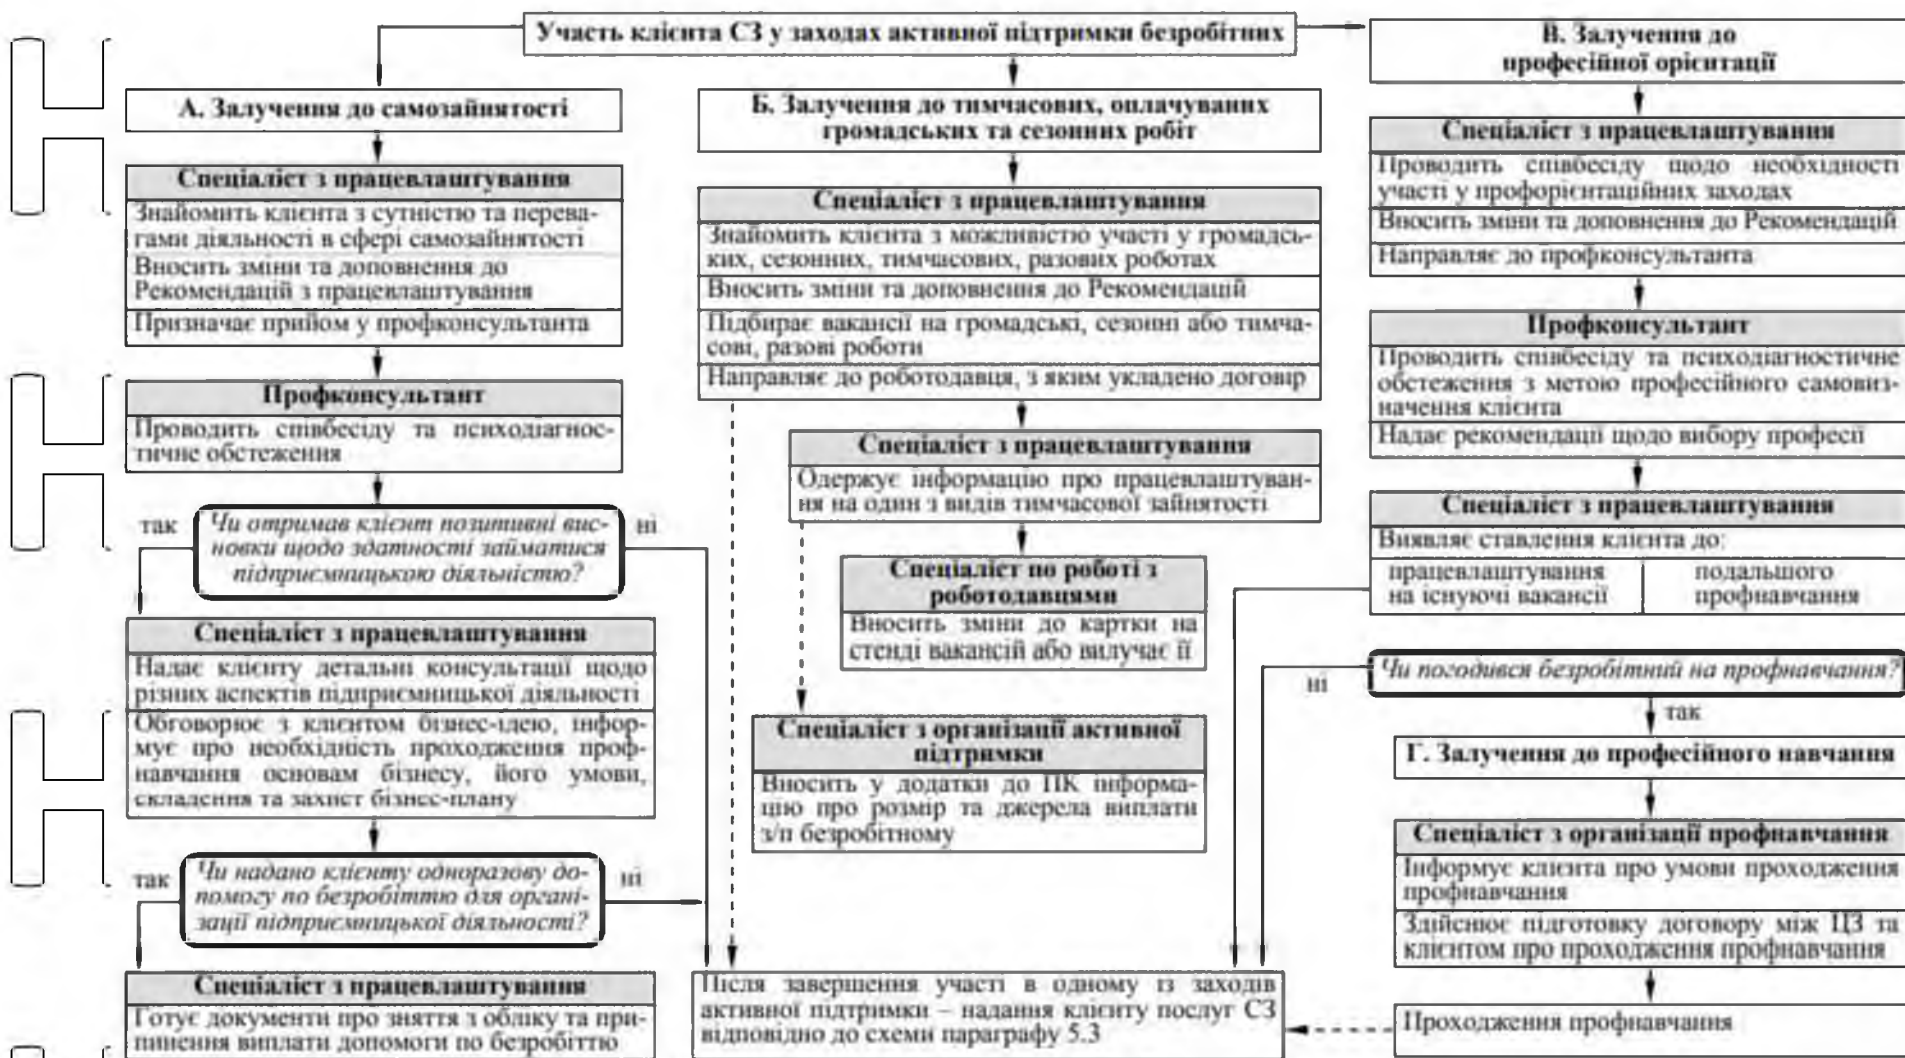 Участь клієнта СЗ у заходах активної підтримки безробітних
А. Залучення до самозайнятості
Спеціаліст з працевлаштування
Знайомить клієнта з сутністю та перева-
гами діяльності в сфері самозайнятості
Вносить зміни та доповнення до
Рекомендацій з працевлаштування
Призначає прийом у профконсультанта
Профконсультант
Проводить співбесіду та психодіагнос-
тичне обстеження
так
Чи отримав клієнт позитивні вис-
новки щодо здатності займатися
підприємницькою діяльністю?
ні
Спеціаліст з працевлаштування
Надає клієнту детальні консультації щодо
різних аспектів підприємницької діяльності
Обговорює з клієнтом бізнес-ідею, інфор-
мує про необхідність проходження проф-
навчання основам бізнесу, його умови,
складення та захист бізнес-плану
так
Чи надано клієнту одноразову до-
помогу по безробіттю для органі-
зації підприємницької діяльності?
ні
Спеціаліст з працевлаштування
Готує документи про зняття з обліку та при-
пинення виплати допомоги по безробіттю
Б. Залучення до тимчасових, оплачуваних
громадських та сезонних робіт
Спеціаліст з працевлаштування
Знайомить клієнта з можливістю участі у громадсь-
ких, сезонних, тимчасових, разових роботах
Вносить зміни та доповнення до Рекомендацій
Підбирає вакансії на громадські, сезонні або тимча-
сові, разові роботи
Направляє до роботодавця, з яким укладено договір
Спеціаліст з працевлаштування
Одержує інформацію про працевлаштуван-
ня на один з видів тимчасової зайнятості
Спеціаліст по роботі з
роботодавцями
Вносить зміни до картки на
стенді вакансій або вилучає її
Спеціаліст з організації активної
підтримки
Вносить у додатки до ПК інформа-
цію про розмір та джерела виплати
з/п безробітному
Після завершення участі в одному із заходів
активної підтримки – надання клієнту послуг СЗ
відповідно до схеми параграфу 5.3
В. Залучення до
професійної орієнтації
Спеціаліст з працевлаштування
Проводить співбесіду щодо необхідності
участі у профорієнтаційних заходах
Вносить зміни та доповнення до Рекомендацій
Направляє до профконсультанта
Профконсультант
Проводить співбесіду та психодіагностичне
обстеження з метою професійного самовиз-
начення клієнта
Надає рекомендації щодо вибору професії
Спеціаліст з працевлаштування
Виявляє ставлення клієнта до:
працевлаштування
на існуючі вакансії
подальшого
профнавчання
Чи погодився безробітний на профнавчання?
ні
так
Г. Залучення до професійного навчання
Спеціаліст з організації профнавчання
Інформує клієнта про умови проходження
профнавчання
Здійснює підготовку договору між ЦЗ та
клієнтом про проходження профнавчання
Проходження профнавчання